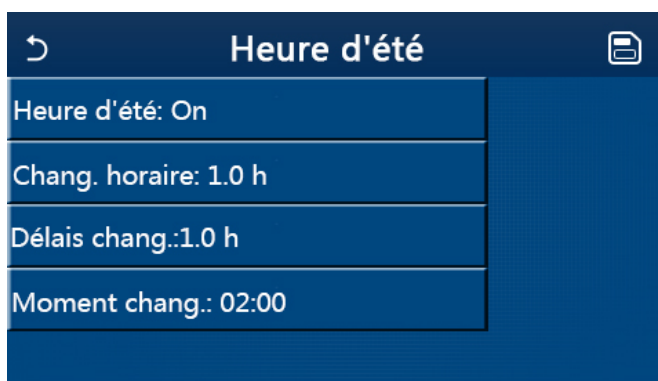 Heure d'été
Heure d'été: On
Chang. horaire: 1.0 h
Délais chang.:1.0 h
Moment chang.: 02:00